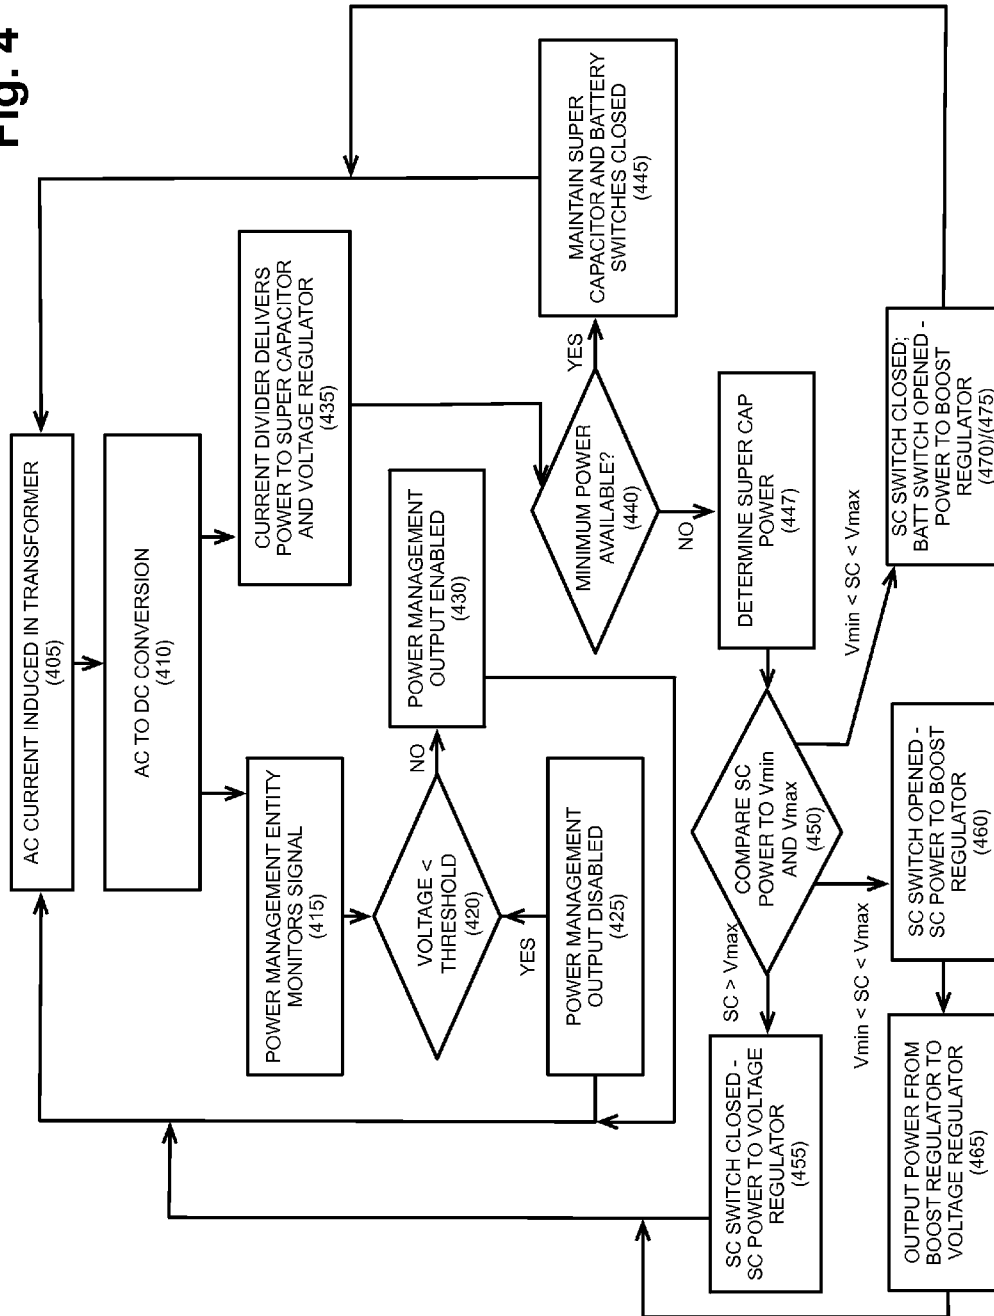 Fig. 4
AC CURRENT INDUCED IN TRANSFORMER
(405)
AC TO DC CONVERSION
(410)
POWER MANAGEMENT ENTITY
MONITORS SIGNAL
(415)
VOLTAGE <
THRESHOLD
(420)
NO
YES
POWER MANAGEMENT
OUTPUT DISABLED
(425)
POWER MANAGEMENT
OUTPUT ENABLED
(430)
CURRENT DIVIDER DELIVERS
POWER TO SUPER CAPACITOR
AND VOLTAGE REGULATOR
(435)
MINIMUM POWER
AVAILABLE?
(440)
YES
NO
MAINTAIN SUPER
CAPACITOR AND BATTERY
SWITCHES CLOSED
(445)
DETERMINE SUPER CAP
POWER
(447)
COMPARE SC
POWER TO Vmin
AND Vmax
(450)
SC > Vmax
Vmin < SC < Vmax
Vmin < SC < Vmax
SC SWITCH CLOSED -
SC POWER TO VOLTAGE
REGULATOR
(455)
SC SWITCH OPENED -
SC POWER TO BOOST
REGULATOR
(460)
OUTPUT POWER FROM
BOOST REGULATOR TO
VOLTAGE REGULATOR
(465)
SC SWITCH CLOSED;
BATT SWITCH OPENED -
POWER TO BOOST
REGULATOR
(470)/(475)